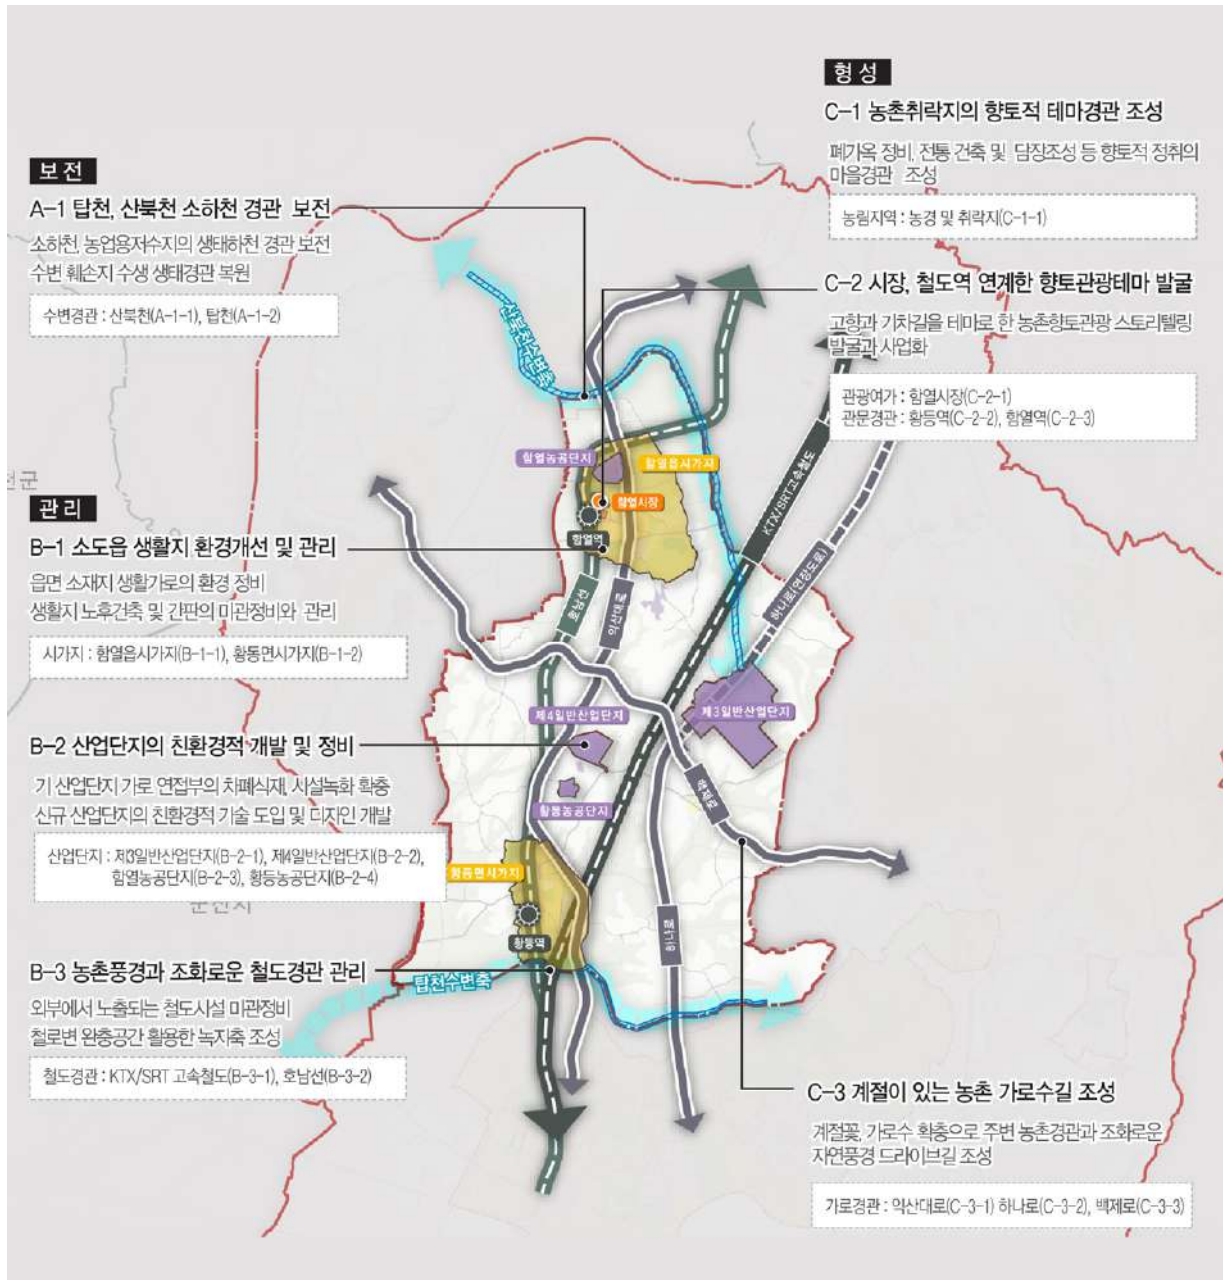 보전
A-1 탑천, 산북천 소하천 경관 보전
소하천, 농업용저수지의 생태하천 경관 보전
수변 훼손지 수생 생태경관 복원
수변경관 : 산북천(A-1-1), 탑천(A-1-2)
관리
B-1 소도읍 생활지 환경개선 및 관리
읍면 소재지 생활가로의 환경 정비
생활지 노후건축 및 간판의 미관정비와 관리
시가지 : 함열읍시가지(B-1-1), 황동면시가지(B-1-2)
B-2 산업단지의 친환경적 개발 및 정비
기 산업단지 가로 연접부의 차폐식재, 시설녹화 확충
신규 산업단지의 친환경적 기술 도입 및 디자인 개발
산업단지 : 제3일반산업단지(B-2-1), 제4일반산업단지(B-2-2),
함열농공단지(B-2-3), 황등농공단지(B-2-4)
B-3 농촌풍경과 조화로운 철도경관 관리
외부에서 노출되는 철도시설 미관정비
철로변 완충공간 활용한 녹지축 조성
철도경관 : KTX/SRT 고속철도(B-3-1), 호남선(B-3-2)
형성
C-1 농촌취락지의 향토적 테마경관 조성
폐가옥 정비, 전통 건축 및 담장조성 등 향토적 정취의
마을경관 조성
농림지역 : 농경 및 취락지(C-1-1)
C-2 시장, 철도역 연계한 향토관광테마 발굴
고향과 기차길을 테마로 한 농촌향토관광 스토리텔링
발굴과 사업화
관광여가 : 함열시장(C-2-1)
관문경관 : 황등역(C-2-2), 함열역(C-2-3)
C-3 계절이 있는 농촌 가로수길 조성
계절꽃, 가로수 확충으로 주변 농촌경관과 조화로운
자연풍경 드라이브길 조성
가로경관 : 익산대로(C-3-1) 하나로(C-3-2), 백제로(C-3-3)
산북천수변축
함열농공단지
함열읍시가지
함열시장
함열역
호남선
익산대로
KTX/SRT고속철도
하나로(연장도로)
제4일반산업단지
제3일반산업단지
황등농공단지
백제로
황등면시가지
황등역
하나로
탑천수변축